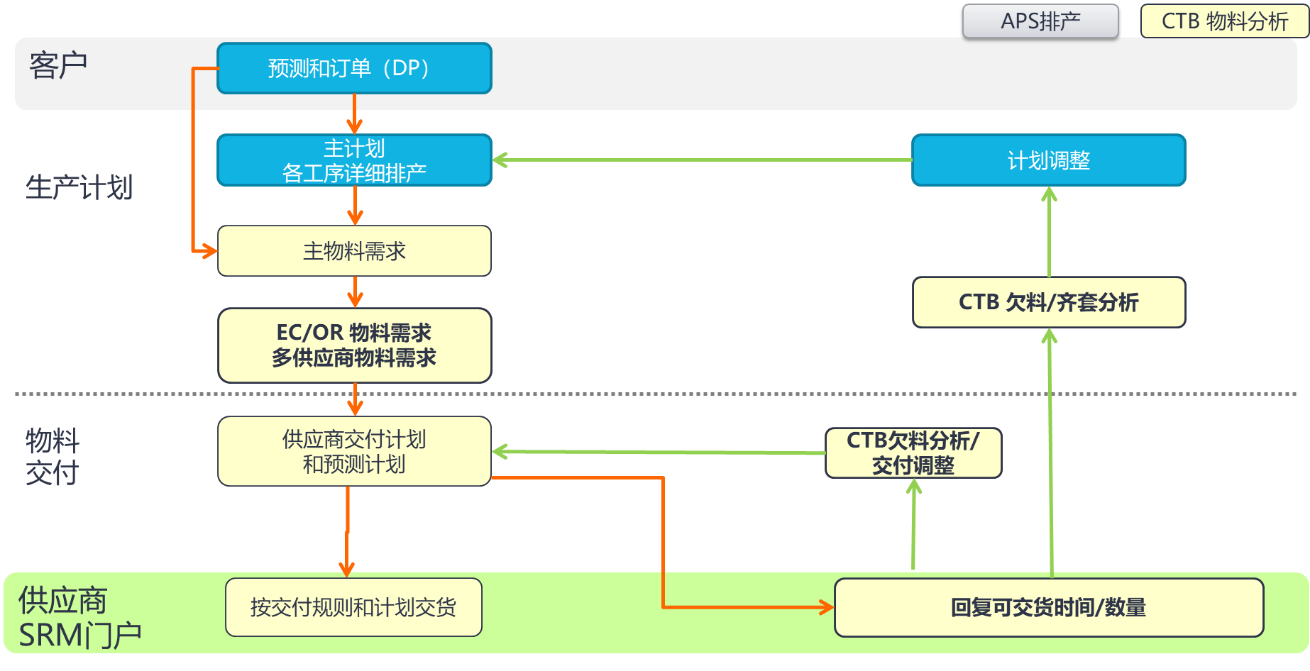 APS排产
CTB 物料分析
客户
预测和订单（DP）
主计划
各工序详细排产
计划调整
生产计划
主物料需求
CTB 欠料/齐套分析
EC/OR 物料需求
多供应商物料需求
物料
交付
供应商交付计划
和预测计划
CTB欠料分析/
交付调整
供应商
SRM门户
按交付规则和计划交货
回复可交货时间/数量